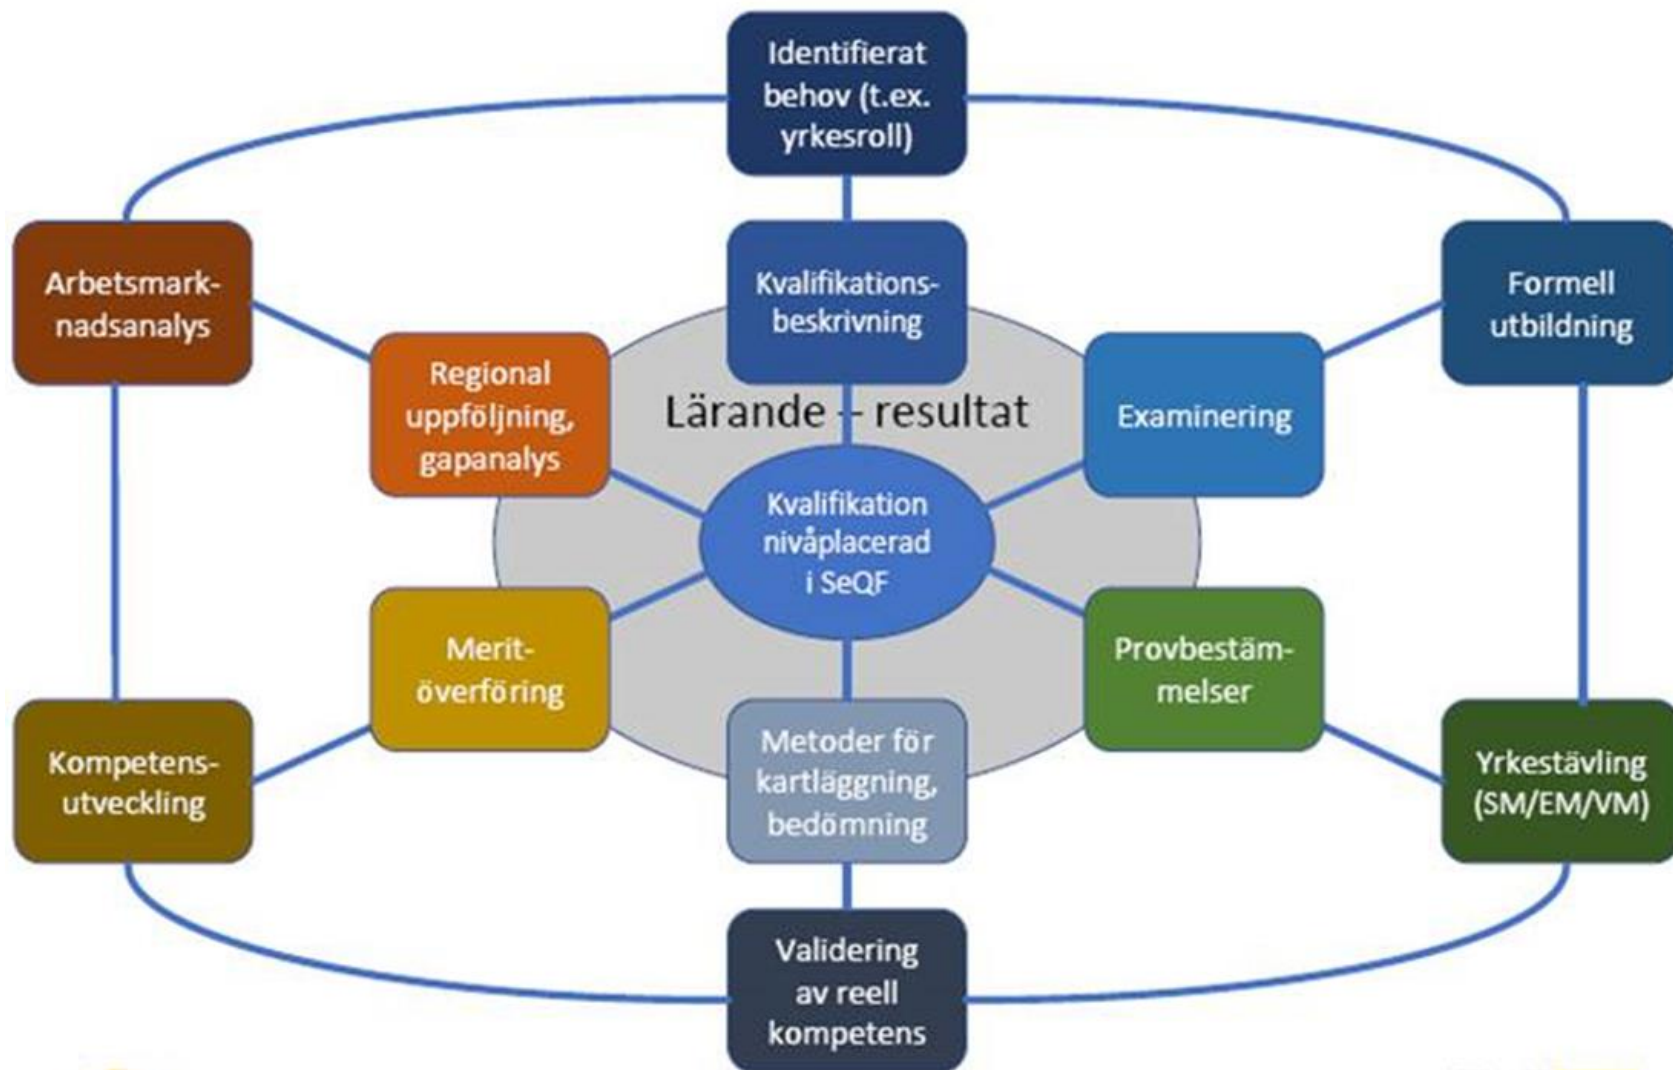 Identifierat
behov (t.ex.
yrkesroll)
Arbetsmark-
nadsanalys
Kvalifikations-
beskrivning
Formell
utbildning
Regional
uppföljning,
gapanalys
Lärande – resultat
Examinering
Kvalifikation
nivåplacerad
i SeQF
Merit-
överföring
Provbestäm-
melser
Kompetens-
utveckling
Metoder för
kartläggning,
bedömning
Yrkestävling
(SM/EM/VM)
Validering
av reell
kompetens